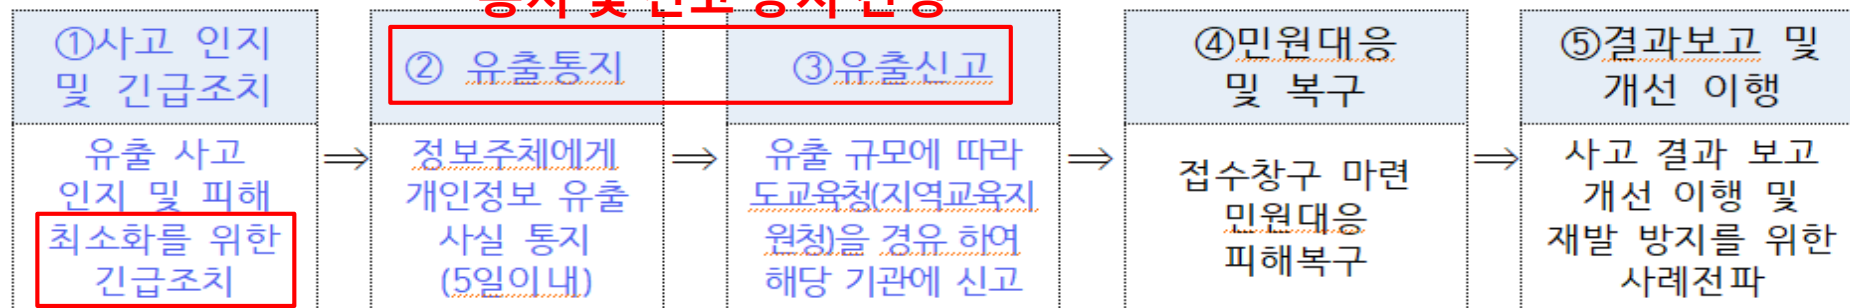 ①사고 인지
및 긴급조치
② 유출통지
③유출신고
④민원대응
및 복구
⑤결과보고 및
개선 이행
유출 사고
인지 및 피해
최소화를 위한
긴급조치
⇒
정보주체에게
개인정보 유출
사실 통지
(5일이내)
⇒
유출 규모에 따라
도교육청(지역교육지
원청)을 경유 하여
해당 기관에 신고
⇒
접수창구 마련
민원대응
피해복구
⇒
사고 결과 보고
개선 이행 및
재발 방지를 위한
사례전파